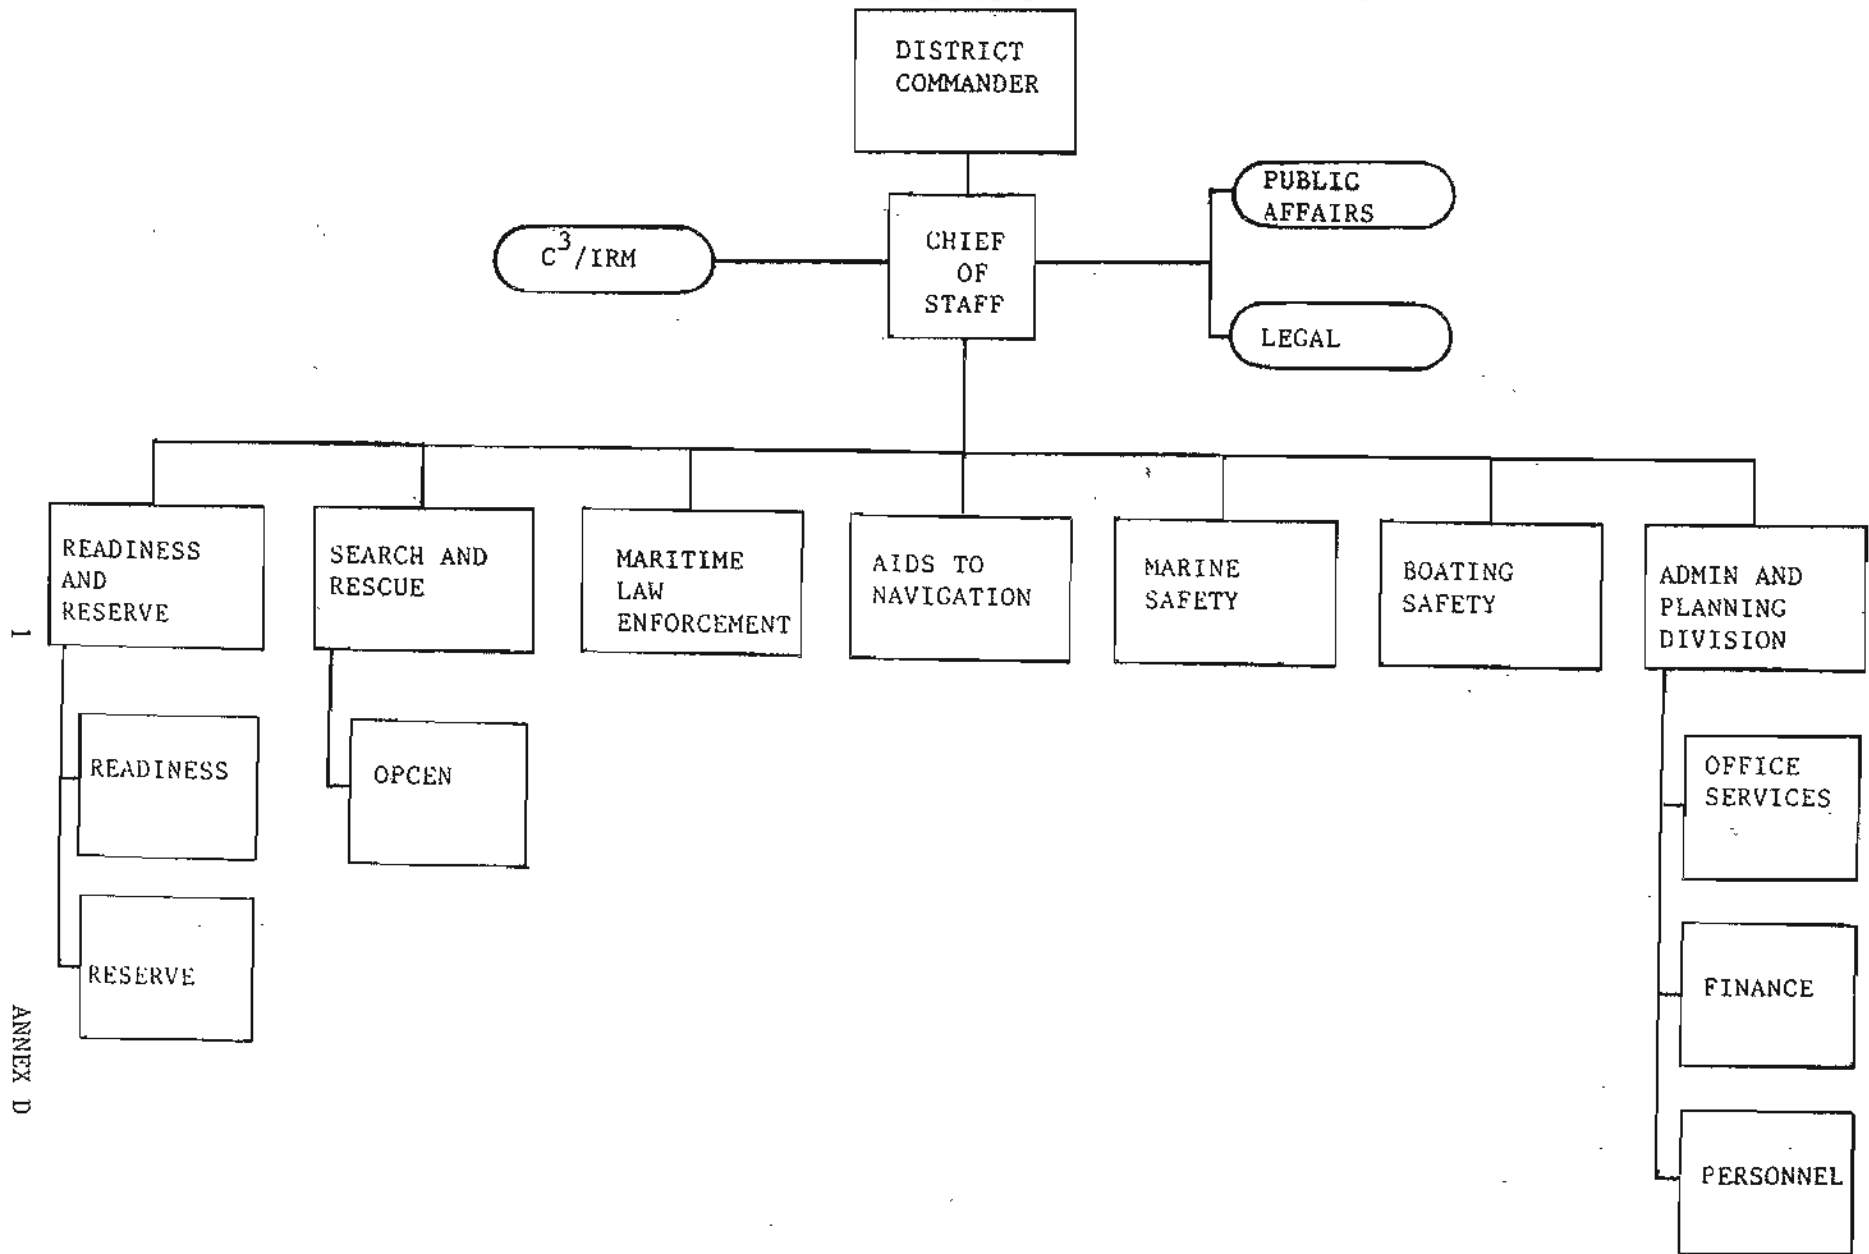 DISTRICT
COMMANDER
PUBLIC
AFFAIRS
C³/IRM
CHIEF
OF
STAFF
LEGAL
READINESS
AND
RESERVE
SEARCH AND
RESCUE
MARITIME
LAW
ENFORCEMENT
AIDS TO
NAVIGATION
MARINE
SAFETY
BOATING
SAFETY
ADMIN AND
PLANNING
DIVISION
READINESS
OPCEN
OFFICE
SERVICES
RESERVE
FINANCE
PERSONNEL
1
ANNEX D